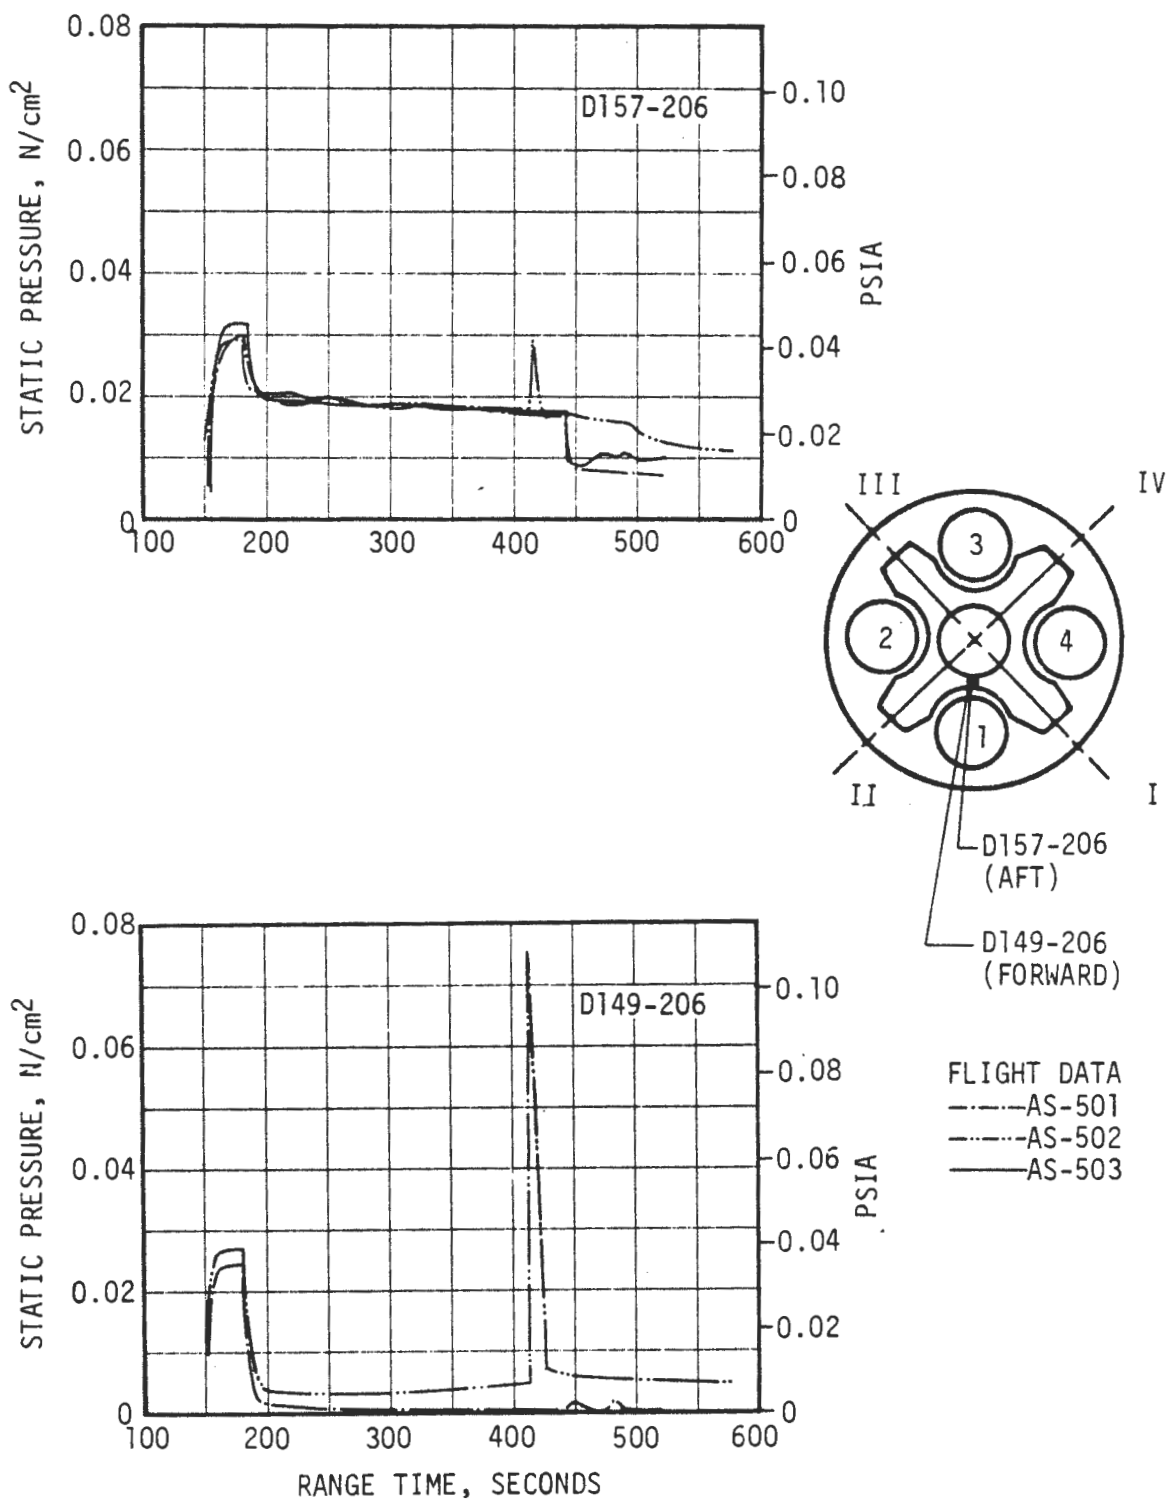 0.08
0.06
0.04
0.02
0
STATIC PRESSURE, N/cm2
D157-206
0.10
0.08
0.06
0.04
0.02
0
PSIA
100 200 300 400 500 600
III
IV
3
2
4
1
II
I
D157-206
(AFT)
D149-206
(FORWARD)
0.08
0.06
0.04
0.02
0
STATIC PRESSURE, N/cm2
D149-206
0.10
0.08
0.06
0.04
0.02
0
PSIA
100 200 300 400 500 600
RANGE TIME, SECONDS
FLIGHT DATA
AS-501
AS-502
AS-503